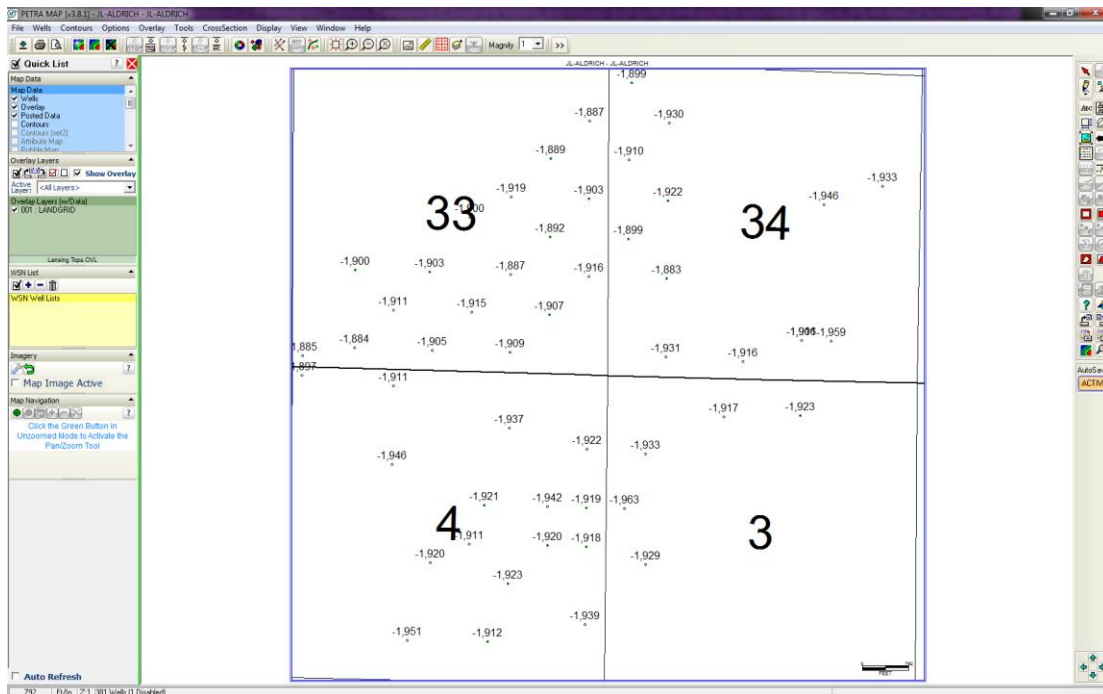 PETRA MAP [v3.8.1] - JL-ALDRICH - JL-ALDRICH
File Wells Contours Options Overlay Tools CrossSection Display View Window Help
Magnify 1 >>
Quick List ?
Map Data
Map Data
Wells
Overlay
Posted Data
Contours
Contours (set2)
Attribute Map
Bubble Map
Overlay Layers
Show Overlay
Active Layer: <All Layers>
Overlay Layers (w/Data)
001 : LANDGRID
Lansing Tops.OVL
WSN List
WSN Well Lists
Imagery
?
Map Image Active
Map Navigation
?
Click the Green Button in
Unzoomed Mode to Activate the
Pan/Zoom Tool
Auto Refresh
JL-ALDRICH - JL-ALDRICH
-1,899
-1,887 -1,930
-1,889 -1,910
-1,919 -1,903 -1,922 -1,946 -1,933
33 34
-1,892 -1,899
-1,900 -1,903 -1,887 -1,916 -1,883
-1,911 -1,915 -1,907
-1,884 -1,905 -1,909 -1,931 -1,916 -1,959
1,885
-1,911
-1,937 -1,917 -1,923
-1,946 -1,922 -1,933
-1,921 -1,942 -1,919 -1,963
4 3
-1,920 -1,911 -1,920 -1,918 -1,929
-1,923
-1,951 -1,912 -1,939
FEET
Abc
AutoSav
ACTIV